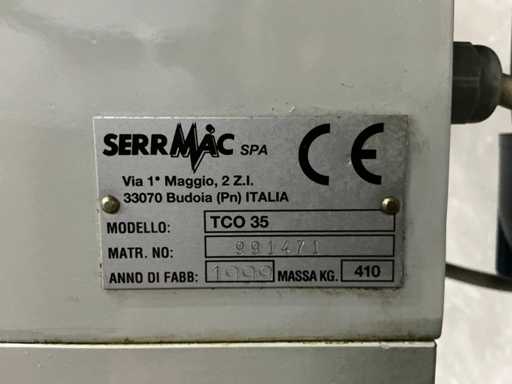 SERRMAC SPA
CE
Via 1° Maggio, 2 Z.I.
33070 Budoia (Pn) ITALIA
MODELLO: TCO 35
MATR. NO: 991471
ANNO DI FABB: 1999 MASSA KG. 410